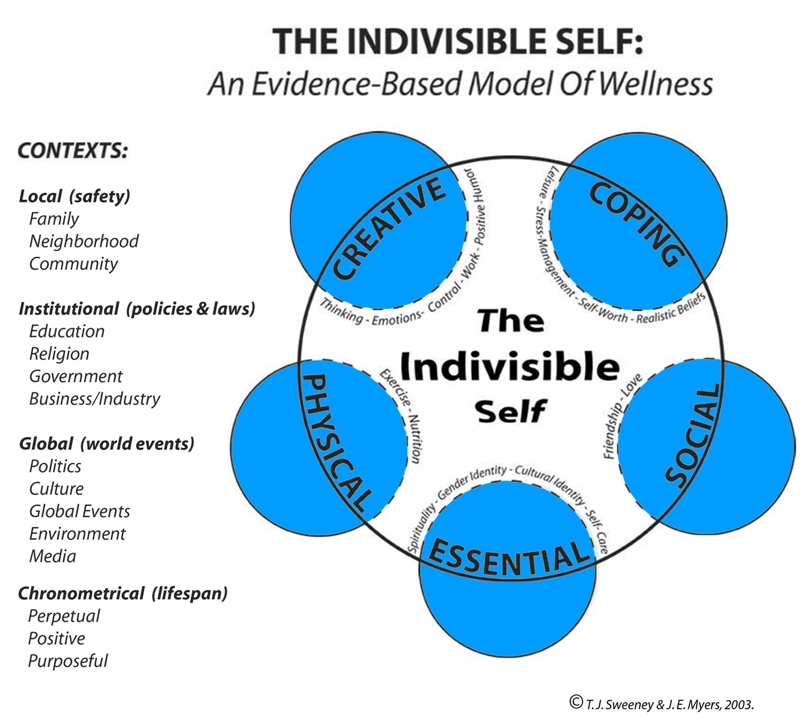 THE INDIVISIBLE SELF:
An Evidence-Based Model Of Wellness
CONTEXTS:
Local (safety)
Family
Neighborhood
Community
Institutional (policies & laws)
Education
Religion
Government
Business/Industry
Global (world events)
Politics
Culture
Global Events
Environment
Media
Chronometrical (lifespan)
Perpetual
Positive
Purposeful
CREATIVE
Thinking - Emotions- Control - Work - Positive Humor
COPING
Leisure - Stress-Management - Self-Worth - Realistic Beliefs
The
Indivisible
Self
PHYSICAL
Exercise - Nutrition
SOCIAL
Friendship - Love
ESSENTIAL
Spirituality - Gender Identity - Cultural Identity - Self- Care
© T. J. Sweeney & J. E. Myers, 2003.